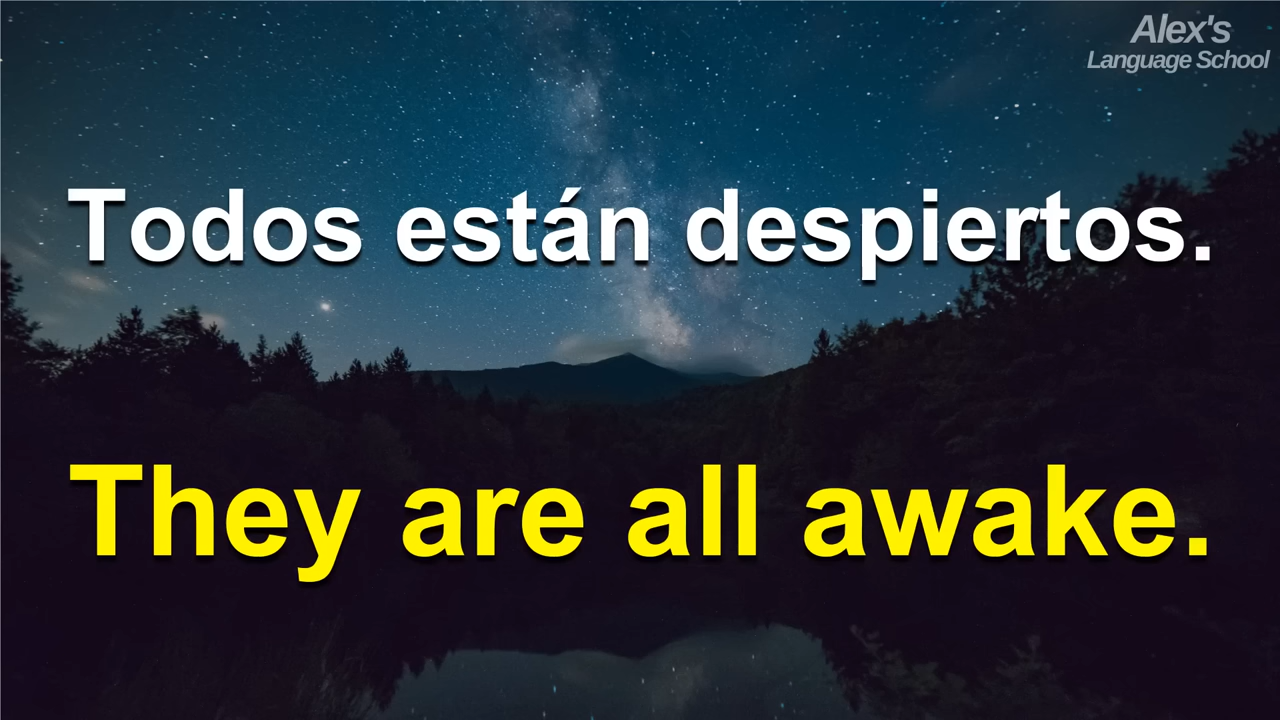 Alex's
Language School
Todos están despiertos.
They are all awake.